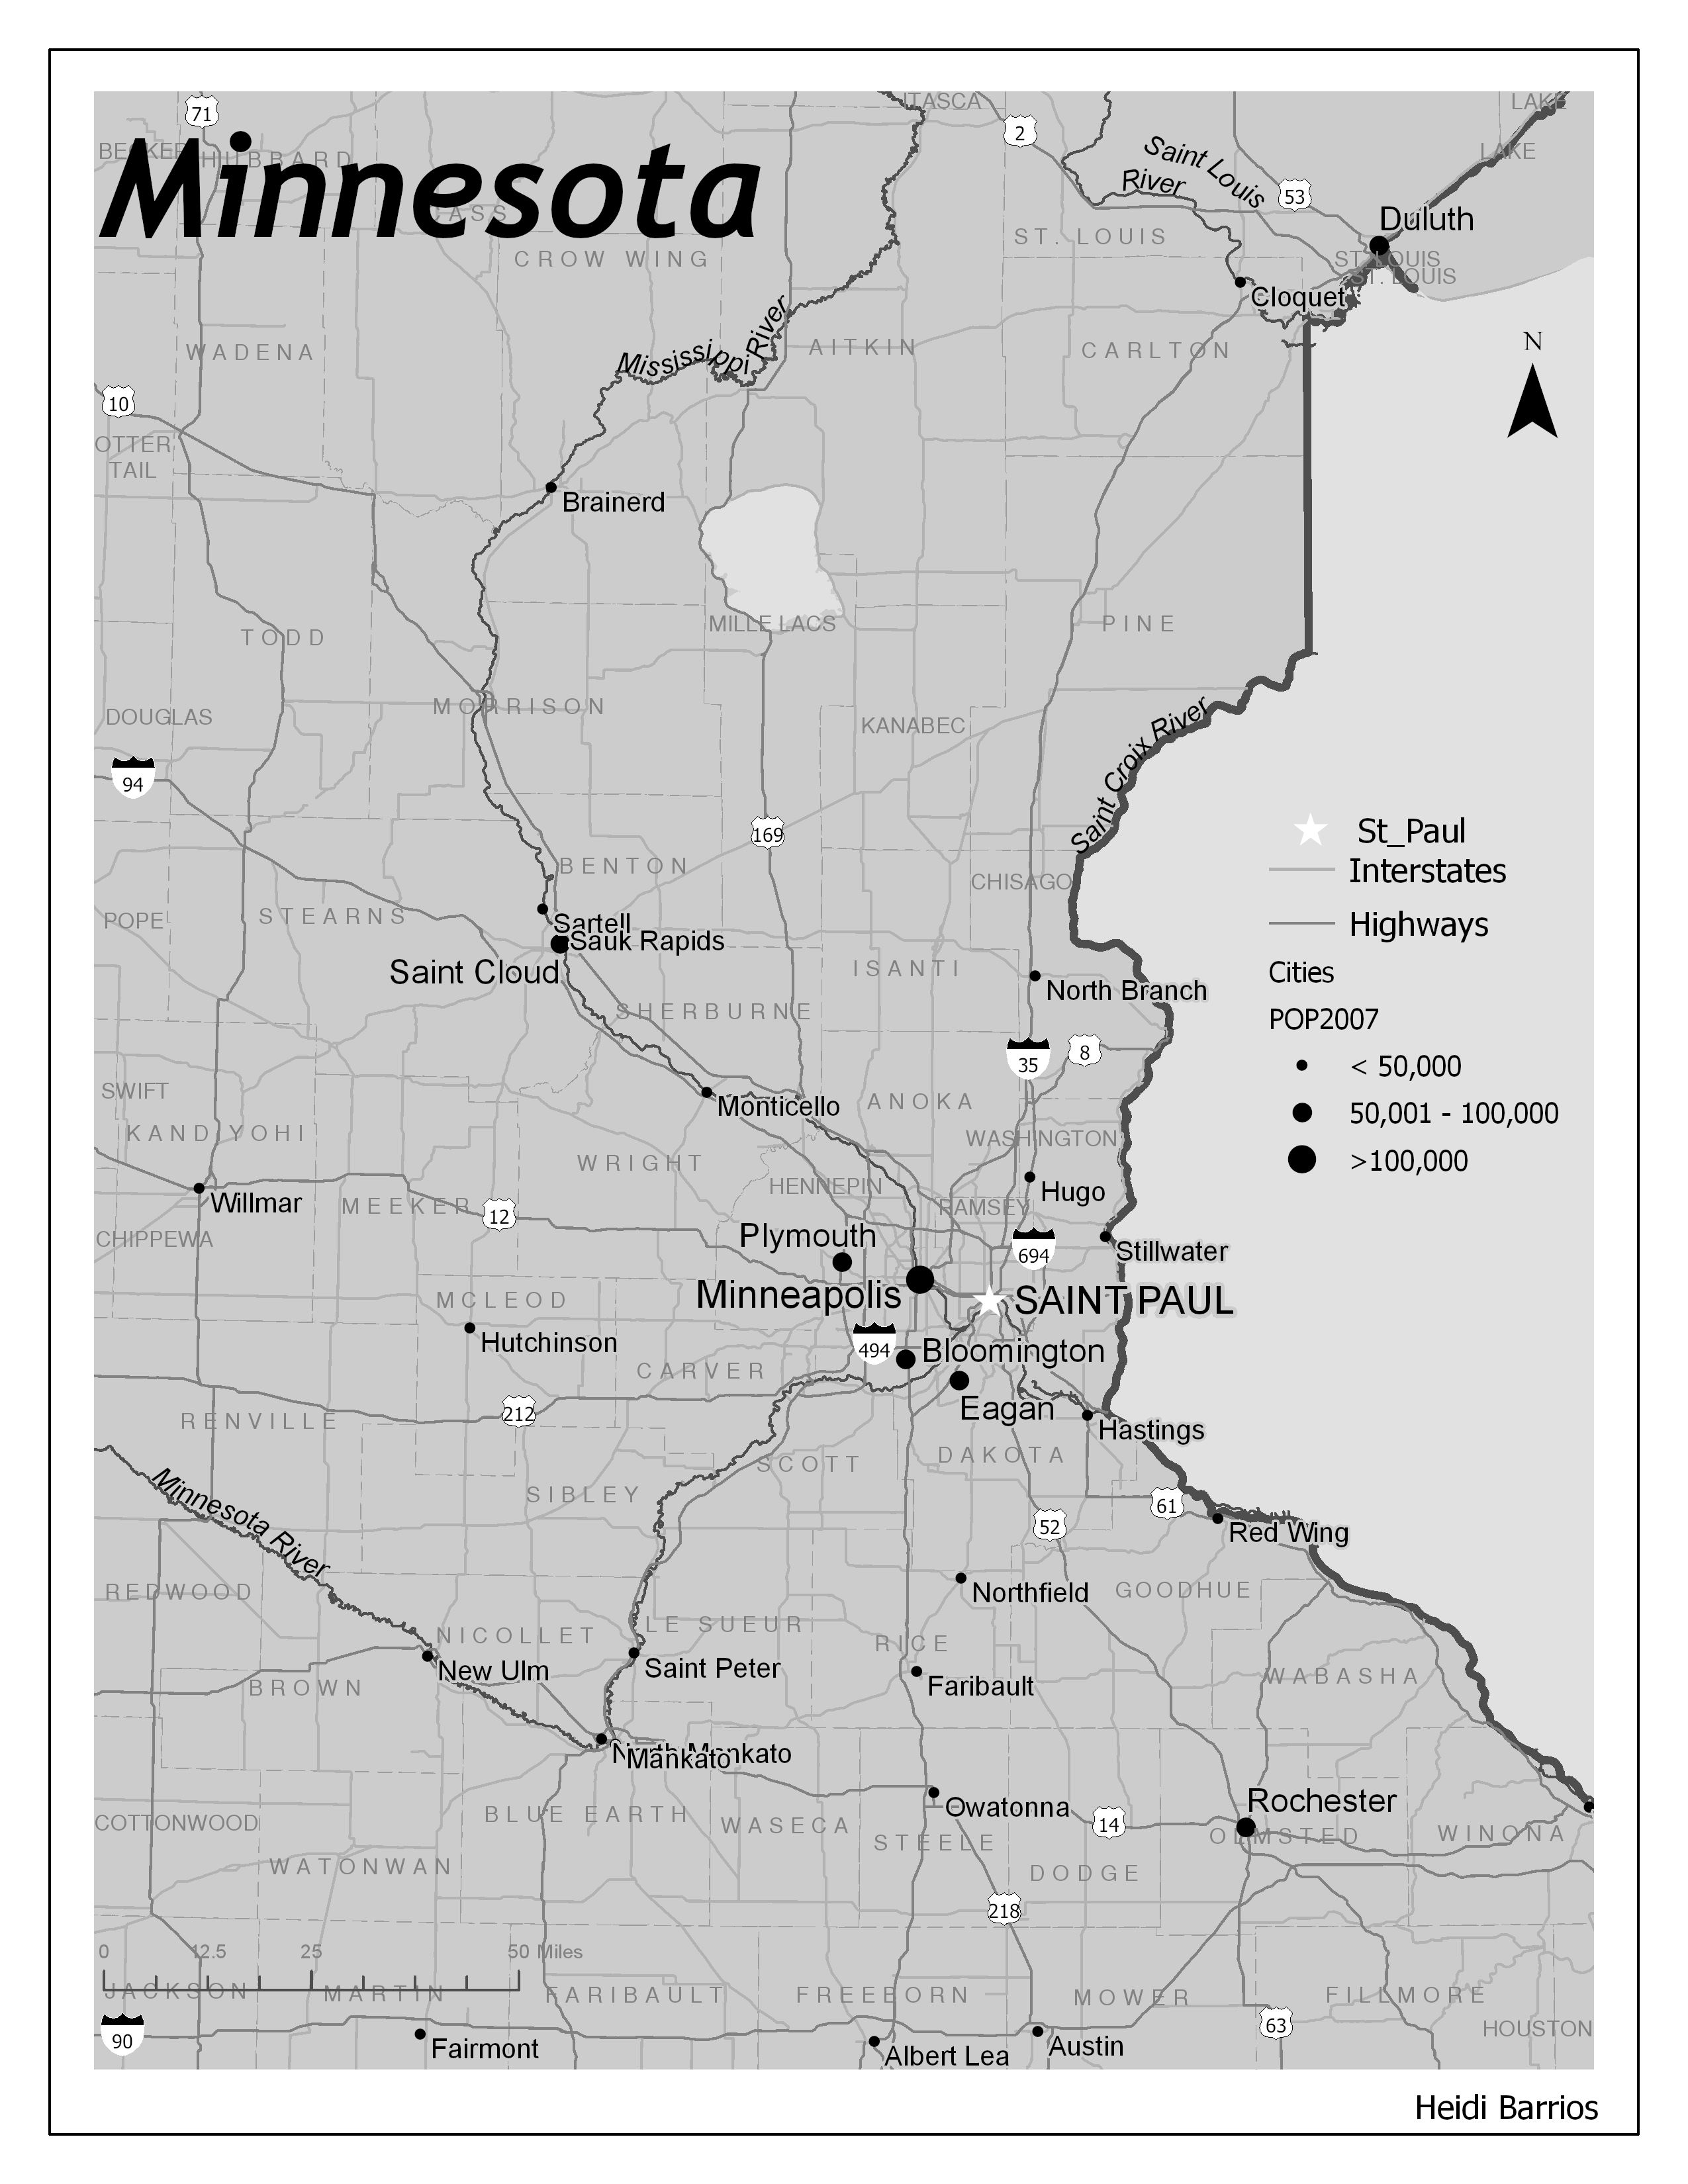 71
ITASCA
2
LAKE
LAKE
BECKER
HUBBARD
Minnesota
CASS
CROW WING
Saint Louis
River
53
Duluth
ST. LOUIS
ST. LOUIS
ST. LOUIS
Cloquet
Mississippi River
WADENA
AITKIN
CARLTON
N
10
OTTER
TAIL
Brainerd
MILLE LACS
PINE
TODD
MORRISON
DOUGLAS
KANABEC
Saint Croix River
94
169
St_Paul
Interstates
Highways
Cities
POP2007
< 50,000
50,001 - 100,000
>100,000
BENTON
CHISAGO
POPE
STEARNS
Sartell
Sauk Rapids
Saint Cloud
ISANTI
North Branch
SHERBURNE
35
8
SWIFT
Monticello
ANOKA
KANDIYOHI
WASHINGTON
WRIGHT
HENNEPIN
Hugo
Willmar
MEEKER
12
RAMSEY
CHIPPEWA
Plymouth
694
Stillwater
Minneapolis
SAINT PAUL
MCLEOD
Hutchinson
494
Bloomington
CARVER
Eagan
212
RENVILLE
Hastings
SCOTT
DAKOTA
Minnesota River
SIBLEY
61
52
Red Wing
REDWOOD
Northfield
GOODHUE
NICOLLET
LE SUEUR
RICE
New Ulm
Saint Peter
Faribault
WABASHA
BROWN
North Mankato
Mankato
Owatonna
Rochester
COTTONWOOD
BLUE EARTH
WASECA
STEELE
14
OLMSTED
WINONA
WATONWAN
DODGE
218
0 12.5 25 50 Miles
JACKSON
MARTIN
FARIBAULT
FREEBORN
MOWER
FILLMORE
90
63
HOUSTON
Fairmont
Albert Lea
Austin
Heidi Barrios